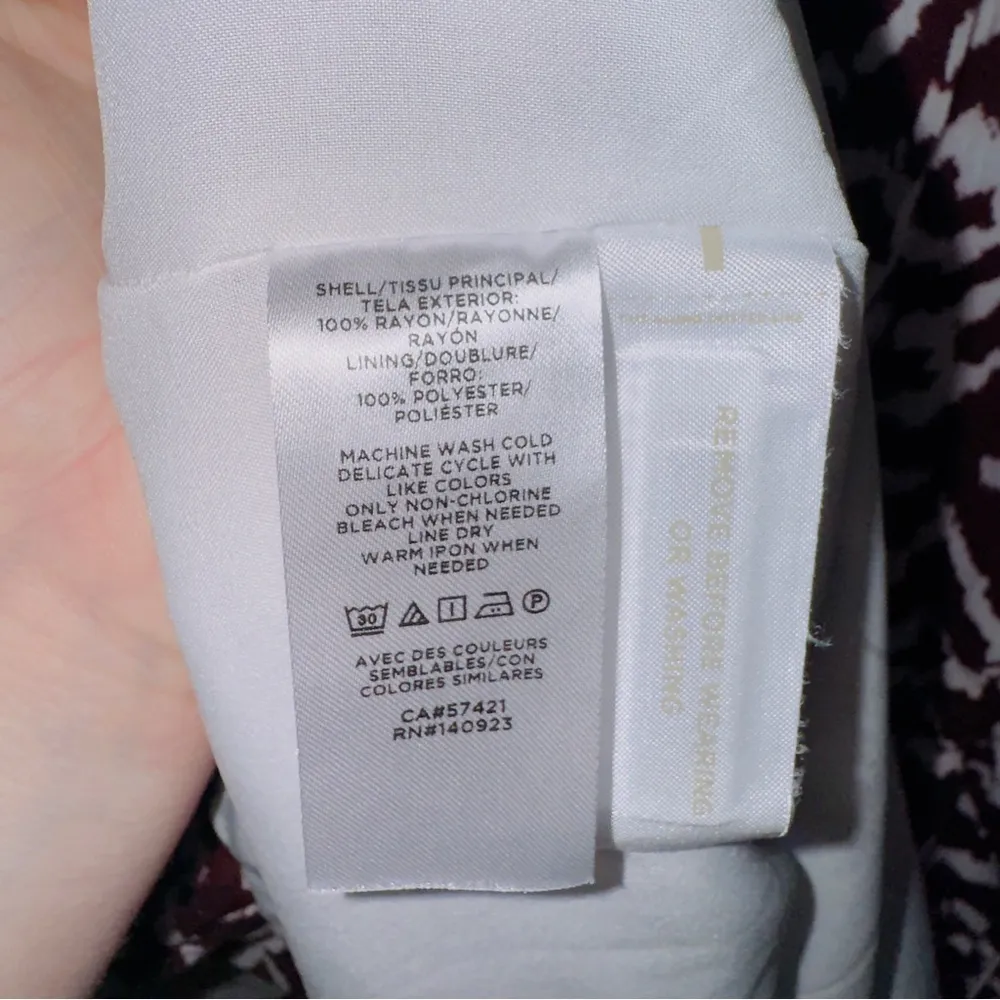 SHELL/TISSU PRINCIPAL/
TELA EXTERIOR:
100% RAYON/RAYONNE/
RAYÓN
LINING/DOUBLURE/
FORRO:
100% POLYESTER/
POLIÉSTER
MACHINE WASH COLD
DELICATE CYCLE WITH
LIKE COLORS
ONLY NON-CHLORINE
BLEACH WHEN NEEDED
LINE DRY
WARM IRON WHEN
NEEDED
30
P
AVEC DES COULEURS
SEMBLABLES/CON
COLORES SIMILARES
CA#57421
RN#140923
REMOVE BEFORE WEARING
OR WASHING